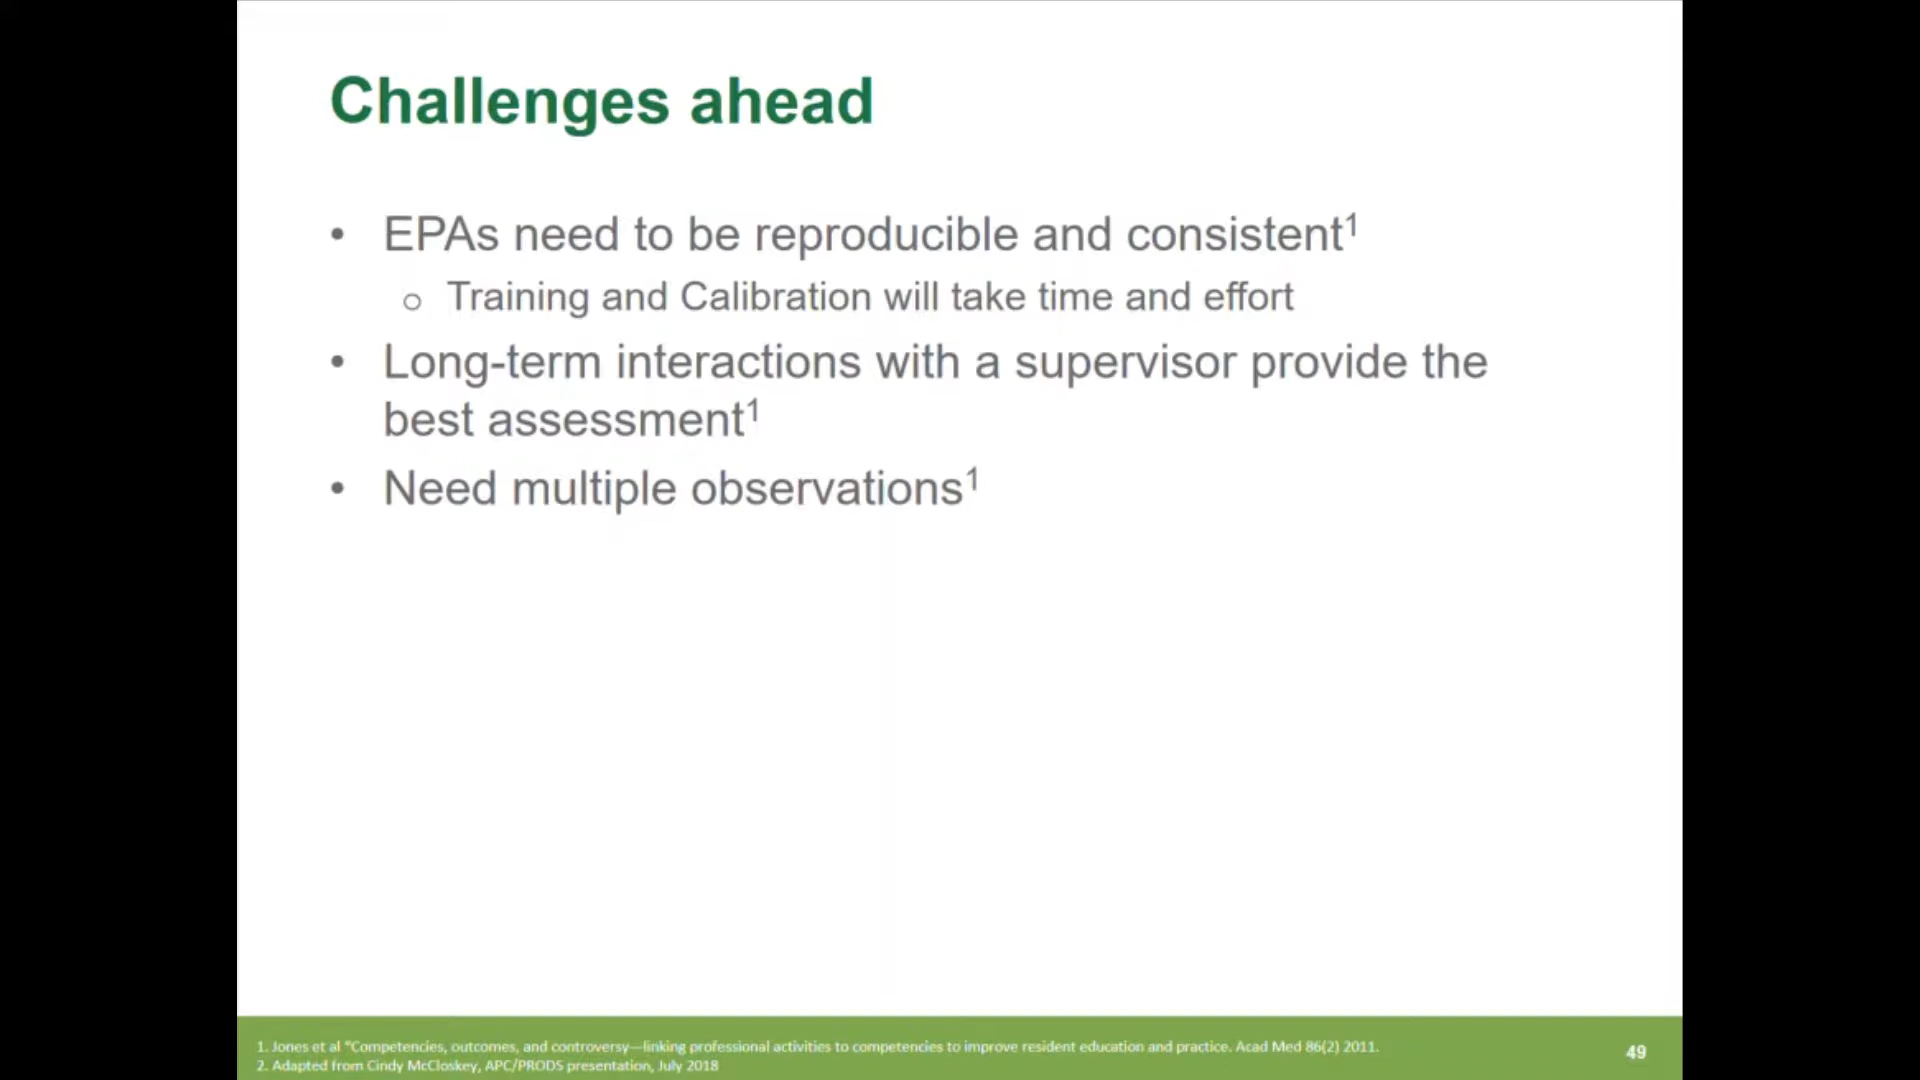 Challenges ahead
• EPAs need to be reproducible and consistent¹
○ Training and Calibration will take time and effort
• Long-term interactions with a supervisor provide the
best assessment¹
• Need multiple observations¹
1. Jones et al "Competencies, outcomes, and controversy—linking professional activities to competencies to improve resident education and practice. Acad Med 86(2) 2011.
2. Adapted from Cindy McCloskey, APC/PRODS presentation, July 2018
49